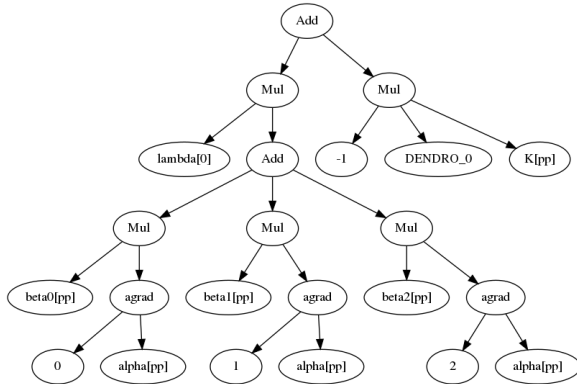 Add
Mul Mul
lambda[0] Add -1 DENDRO_0 K[pp]
Mul Mul Mul
beta0[pp] agrad beta1[pp] agrad beta2[pp] agrad
0 alpha[pp] 1 alpha[pp] 2 alpha[pp]